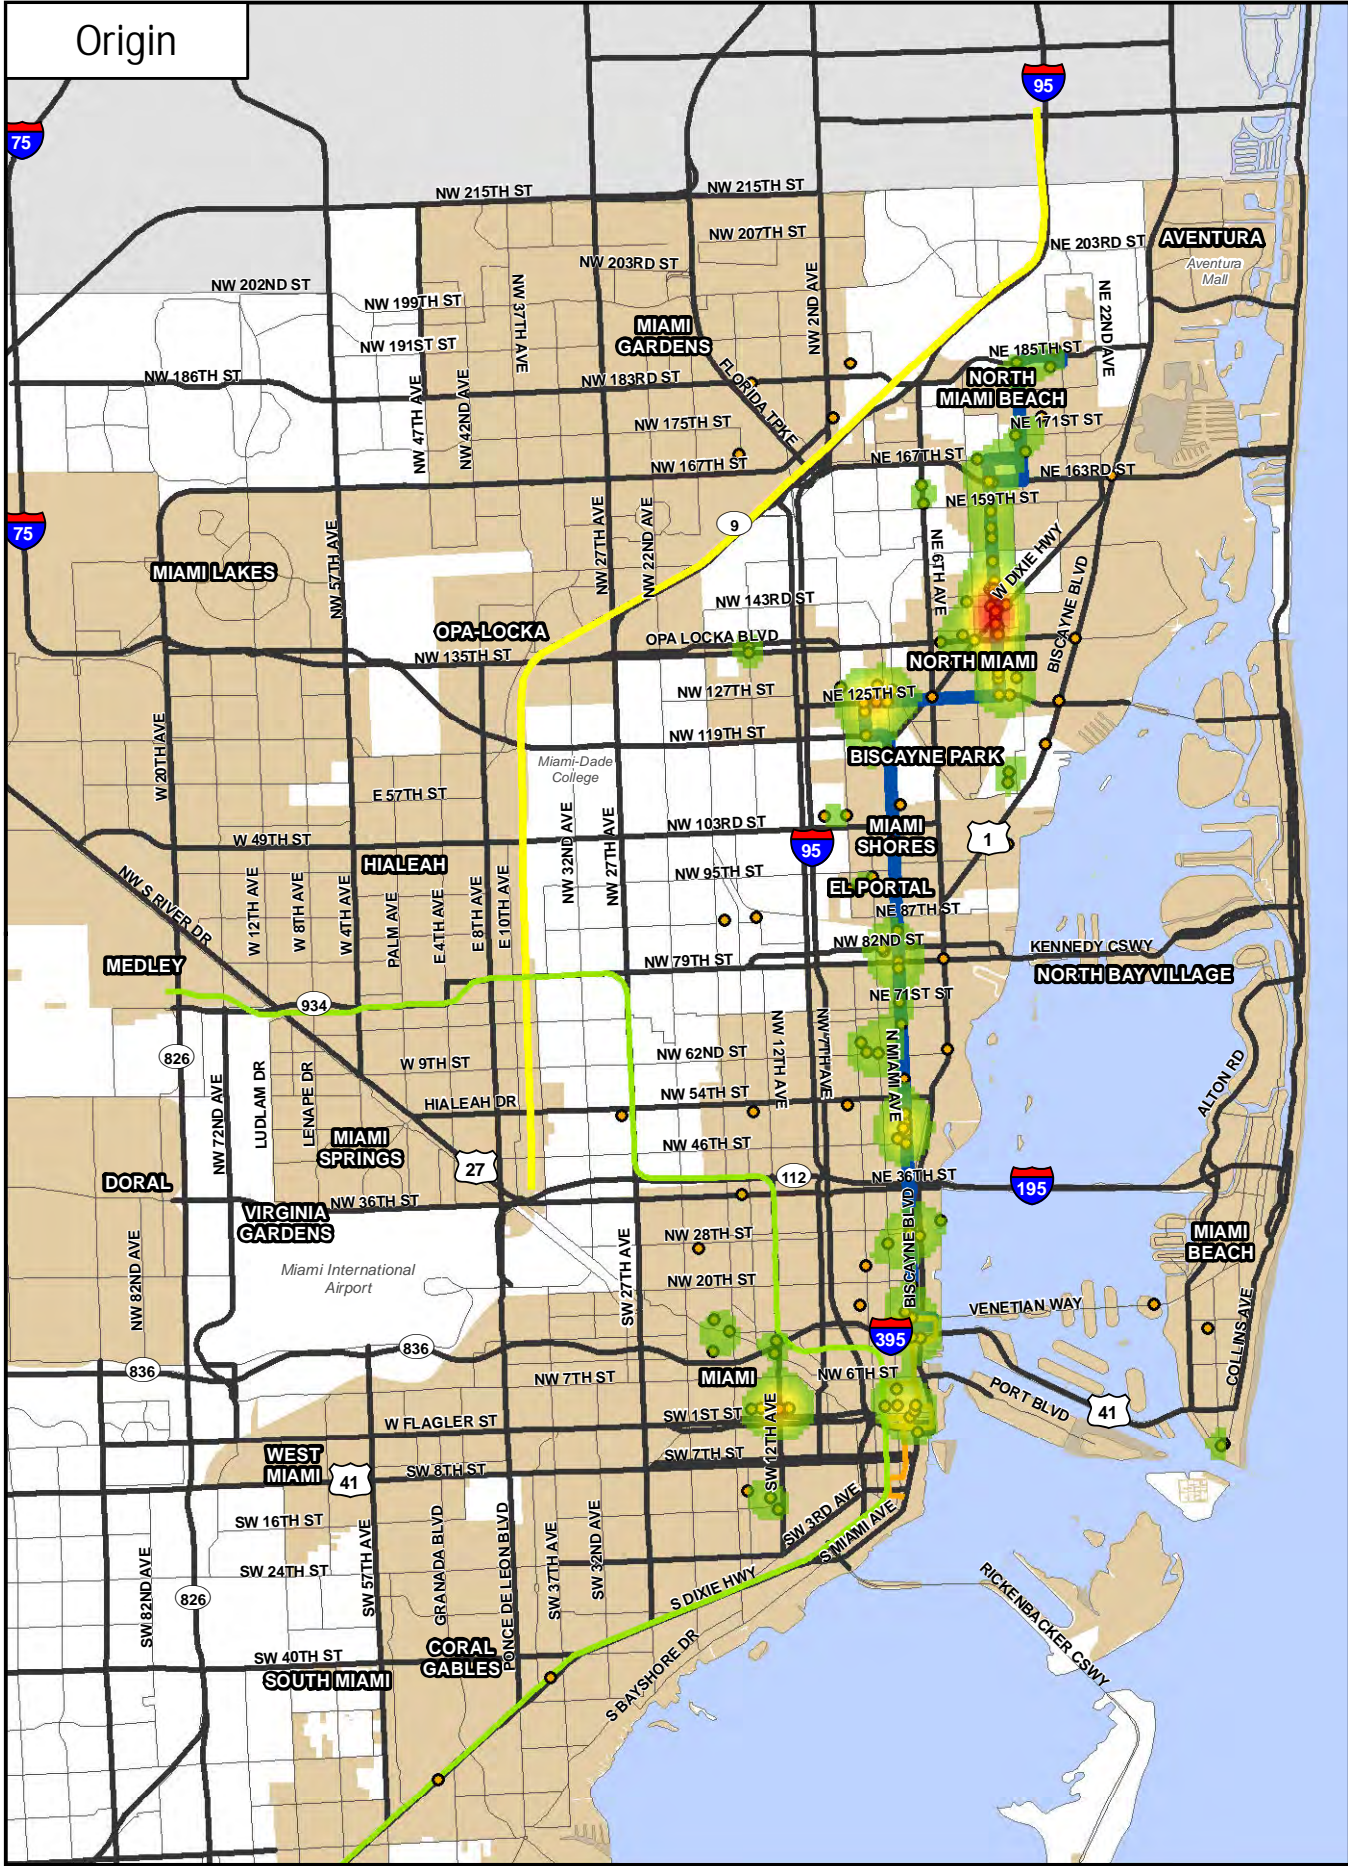 Origin
95
75
NW 215TH ST
NW 215TH ST
NW 207TH ST
NE 203RD ST
AVENTURA
Aventura
Mall
NW 203RD ST
NW 202ND ST
NW 199TH ST
NW 37TH AVE
NW 2ND AVE
NE 22ND AVE
MIAMI
GARDENS
NW 191ST ST
NE 185TH ST
NW 186TH ST
NW 183RD ST
FLORIDA TPKE
NORTH
MIAMI BEACH
NW 47TH AVE
NW 42ND AVE
NW 175TH ST
NE 171ST ST
NW 167TH ST
NE 167TH ST
NE 163RD ST
NE 159TH ST
75
9
NW 57TH AVE
NW 27TH AVE
NW 22ND AVE
NE 6TH AVE
W DIXIE HWY
BISCAYNE BLVD
MIAMI LAKES
NW 143RD ST
OPA-LOCKA
OPA LOCKA BLVD
NW 135TH ST
NORTH MIAMI
NW 127TH ST
NE 125TH ST
W 20TH AVE
NW 119TH ST
BISCAYNE PARK
Miami-Dade
College
E 57TH ST
NW 103RD ST
MIAMI
SHORES
1
W 49TH ST
95
HIALEAH
NW 32ND AVE
NW 27TH AVE
NW 95TH ST
EL PORTAL
NW S RIVER DR
W 12TH AVE
W 8TH AVE
W 4TH AVE
PALM AVE
E 4TH AVE
E 8TH AVE
E 10TH AVE
NE 87TH ST
NW 82ND ST
KENNEDY CSWY
MEDLEY
NW 79TH ST
NORTH BAY VILLAGE
934
NE 71ST ST
826
NW 72ND AVE
LUDLAM DR
LENAPE DR
W 9TH ST
NW 62ND ST
NW 12TH AVE
NW 7TH AVE
N MIAMI AVE
ALTON RD
HIALEAH DR
NW 54TH ST
MIAMI
SPRINGS
NW 46TH ST
27
112
NE 36TH ST
195
DORAL
NW 36TH ST
VIRGINIA
GARDENS
NW 28TH ST
BISCAYNE BLVD
MIAMI
BEACH
NW 82ND AVE
Miami International
Airport
SW 27TH AVE
NW 20TH ST
VENETIAN WAY
COLLINS AVE
395
836
836
NW 7TH ST
MIAMI
NW 6TH ST
PORT BLVD
41
W FLAGLER ST
SW 1ST ST
SW 12TH AVE
WEST
MIAMI
41
SW 8TH ST
SW 7TH ST
SW 3RD AVE
S MIAMI AVE
SW 16TH ST
SW 57TH AVE
GRANADA BLVD
PONCE DE LEON BLVD
SW 37TH AVE
SW 32ND AVE
SW 82ND AVE
SW 24TH ST
826
S DIXIE HWY
RICKENBACKER CSWY
SW 40TH ST
CORAL
GABLES
SOUTH MIAMI
S BAYSHORE DR